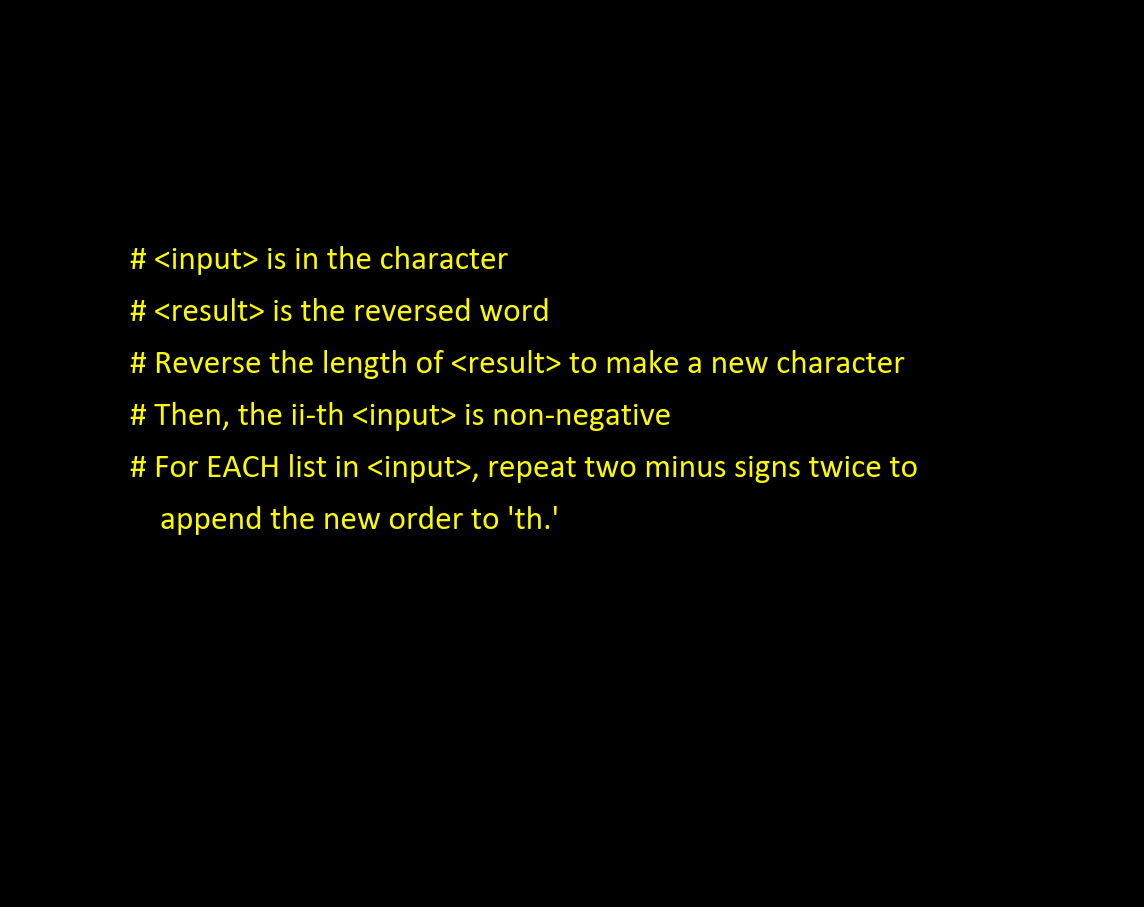 # <input> is in the character
# <result> is the reversed word
# Reverse the length of <result> to make a new character
# Then, the ii-th <input> is non-negative
# For EACH list in <input>, repeat two minus signs twice to
append the new order to 'th.'